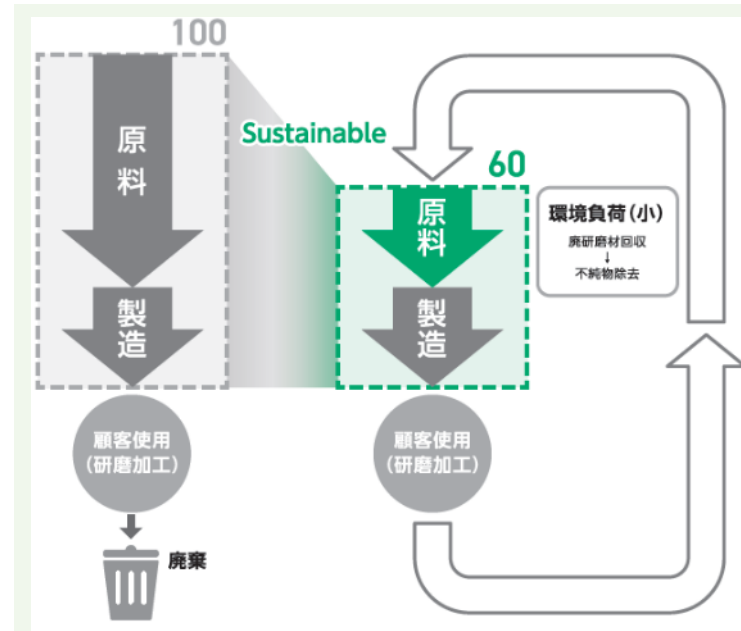 100
原料
製造
顧客使用
(研磨加工)
廃棄
Sustainable
60
原料
製造
顧客使用
(研磨加工)
環境負荷(小)
廃研磨材回収
↓
不純物除去